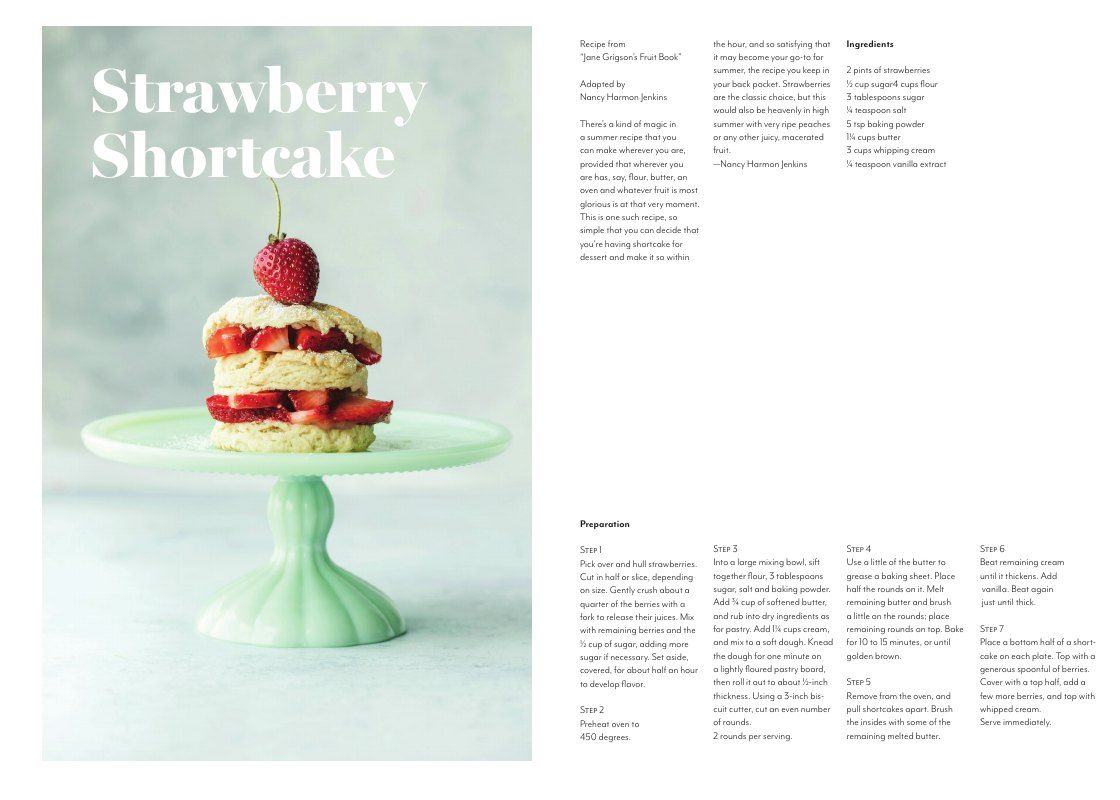 Strawberry
Shortcake
Recipe from
"Jane Grigson's Fruit Book"
Adapted by
Nancy Harmon Jenkins
There's a kind of magic in
a summer recipe that you
can make wherever you are,
provided that wherever you
are has, say, flour, butter, an
oven and whatever fruit is most
glorious is at that very moment.
This is one such recipe, so
simple that you can decide that
you're having shortcake for
dessert and make it so within
the hour, and so satisfying that
it may become your go-to for
summer, the recipe you keep in
your back pocket. Strawberries
are the classic choice, but this
would also be heavenly in high
summer with very ripe peaches
or any other juicy, macerated
fruit.
—Nancy Harmon Jenkins
Ingredients
2 pints of strawberries
½ cup sugar4 cups flour
3 tablespoons sugar
¼ teaspoon salt
5 tsp baking powder
1¼ cups butter
3 cups whipping cream
¼ teaspoon vanilla extract
Preparation
Step 1
Pick over and hull strawberries.
Cut in half or slice, depending
on size. Gently crush about a
quarter of the berries with a
fork to release their juices. Mix
with remaining berries and the
½ cup of sugar, adding more
sugar if necessary. Set aside,
covered, for about half an hour
to develop flavor.
Step 2
Preheat oven to
450 degrees.
Step 3
Into a large mixing bowl, sift
together flour, 3 tablespoons
sugar, salt and baking powder.
Add ¾ cup of softened butter,
and rub into dry ingredients as
for pastry. Add 1¼ cups cream,
and mix to a soft dough. Knead
the dough for one minute on
a lightly floured pastry board,
then roll it out to about ½-inch
thickness. Using a 3-inch bis-
cuit cutter, cut an even number
of rounds.
2 rounds per serving.
Step 4
Use a little of the butter to
grease a baking sheet. Place
half the rounds on it. Melt
remaining butter and brush
a little on the rounds; place
remaining rounds on top. Bake
for 10 to 15 minutes, or until
golden brown.
Step 5
Remove from the oven, and
pull shortcakes apart. Brush
the insides with some of the
remaining melted butter.
Step 6
Beat remaining cream
until it thickens. Add
vanilla. Beat again
just until thick.
Step 7
Place a bottom half of a short-
cake on each plate. Top with a
generous spoonful of berries.
Cover with a top half, add a
few more berries, and top with
whipped cream.
Serve immediately.